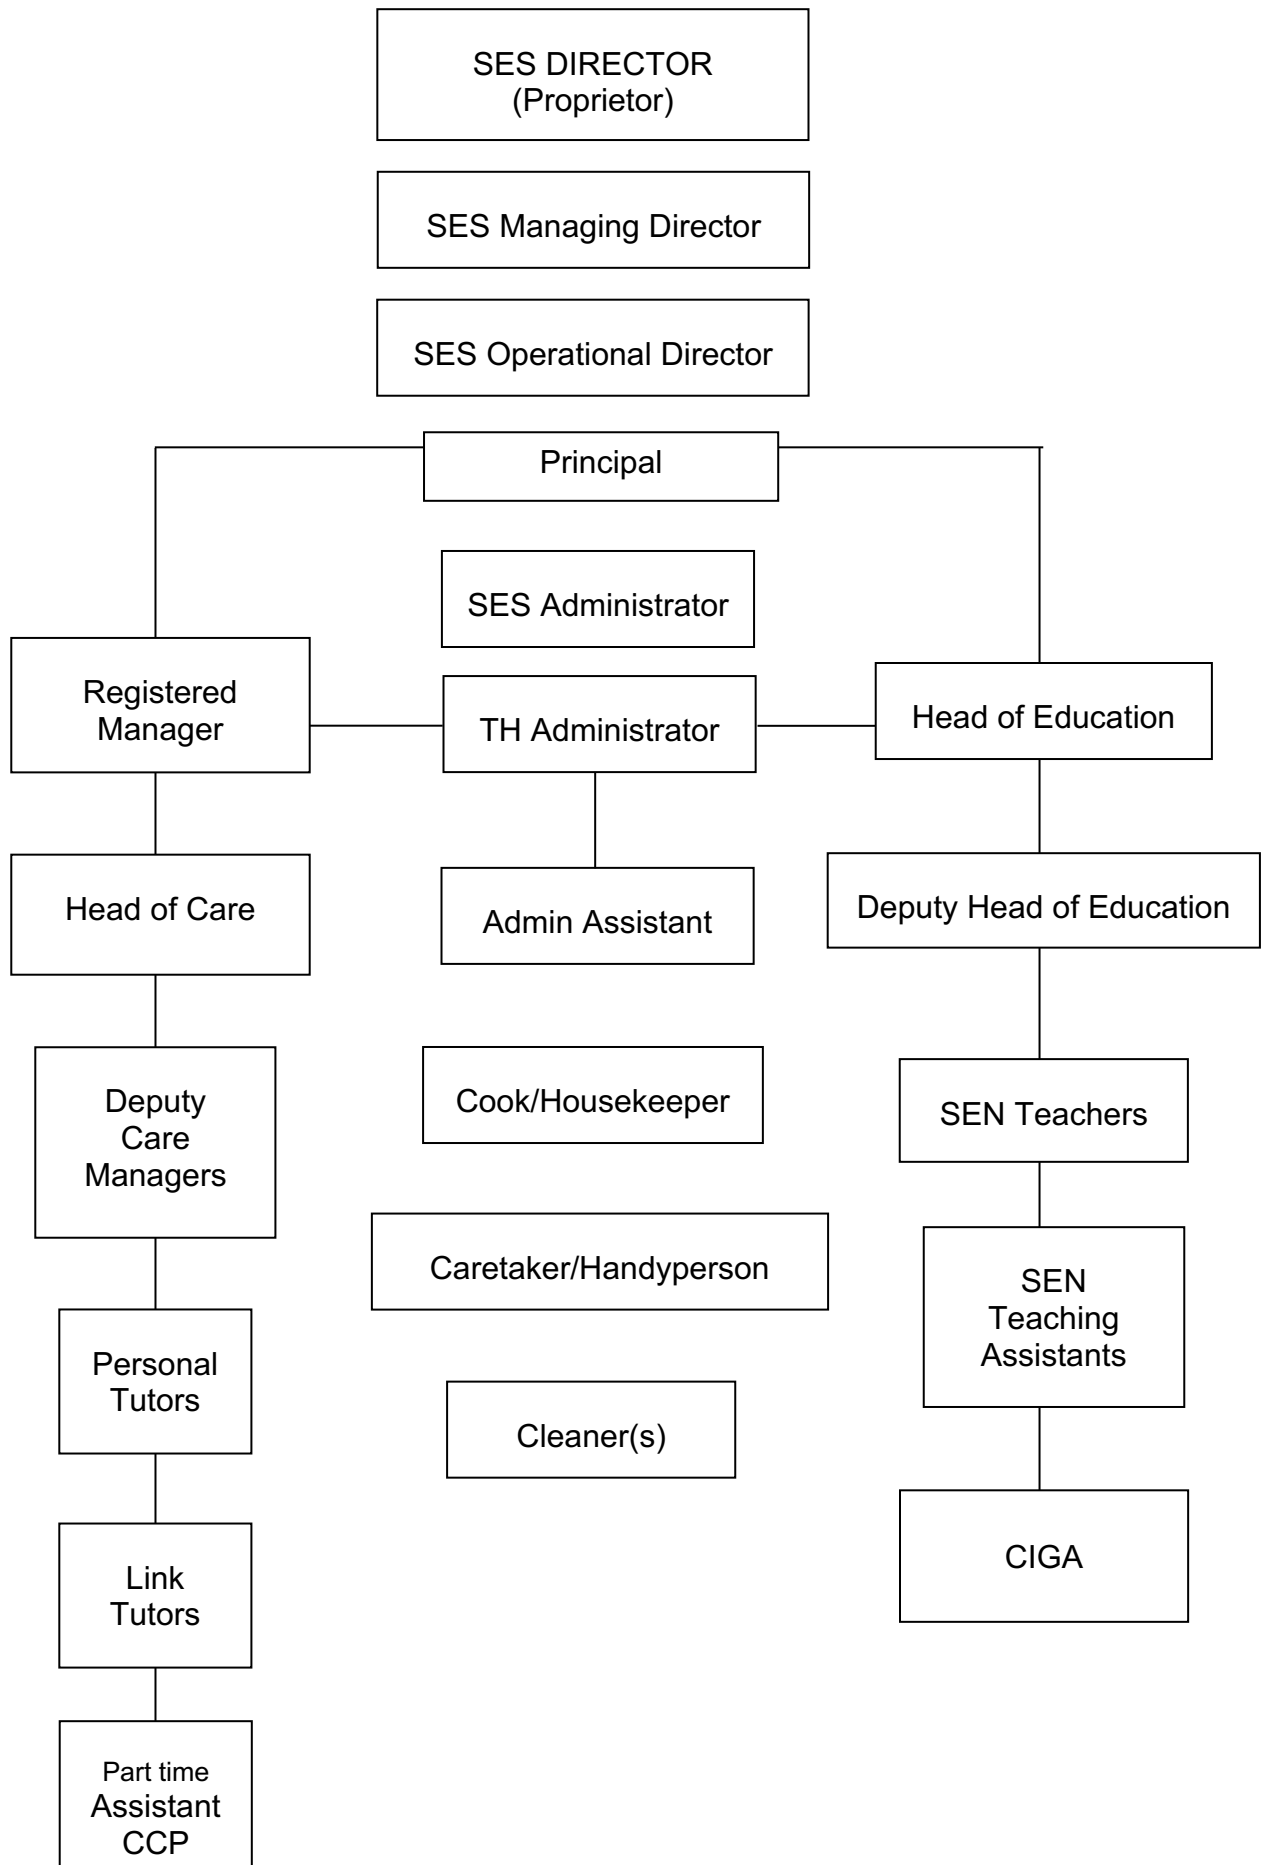 SES DIRECTOR
(Proprietor)
SES Managing Director
SES Operational Director
Principal
SES Administrator
Registered
Manager
TH Administrator
Head of Education
Head of Care
Admin Assistant
Deputy Head of Education
Deputy
Care
Managers
Cook/Housekeeper
SEN Teachers
Caretaker/Handyperson
SEN
Teaching
Assistants
Personal
Tutors
Cleaner(s)
Link
Tutors
CIGA
Part time
Assistant
CCP